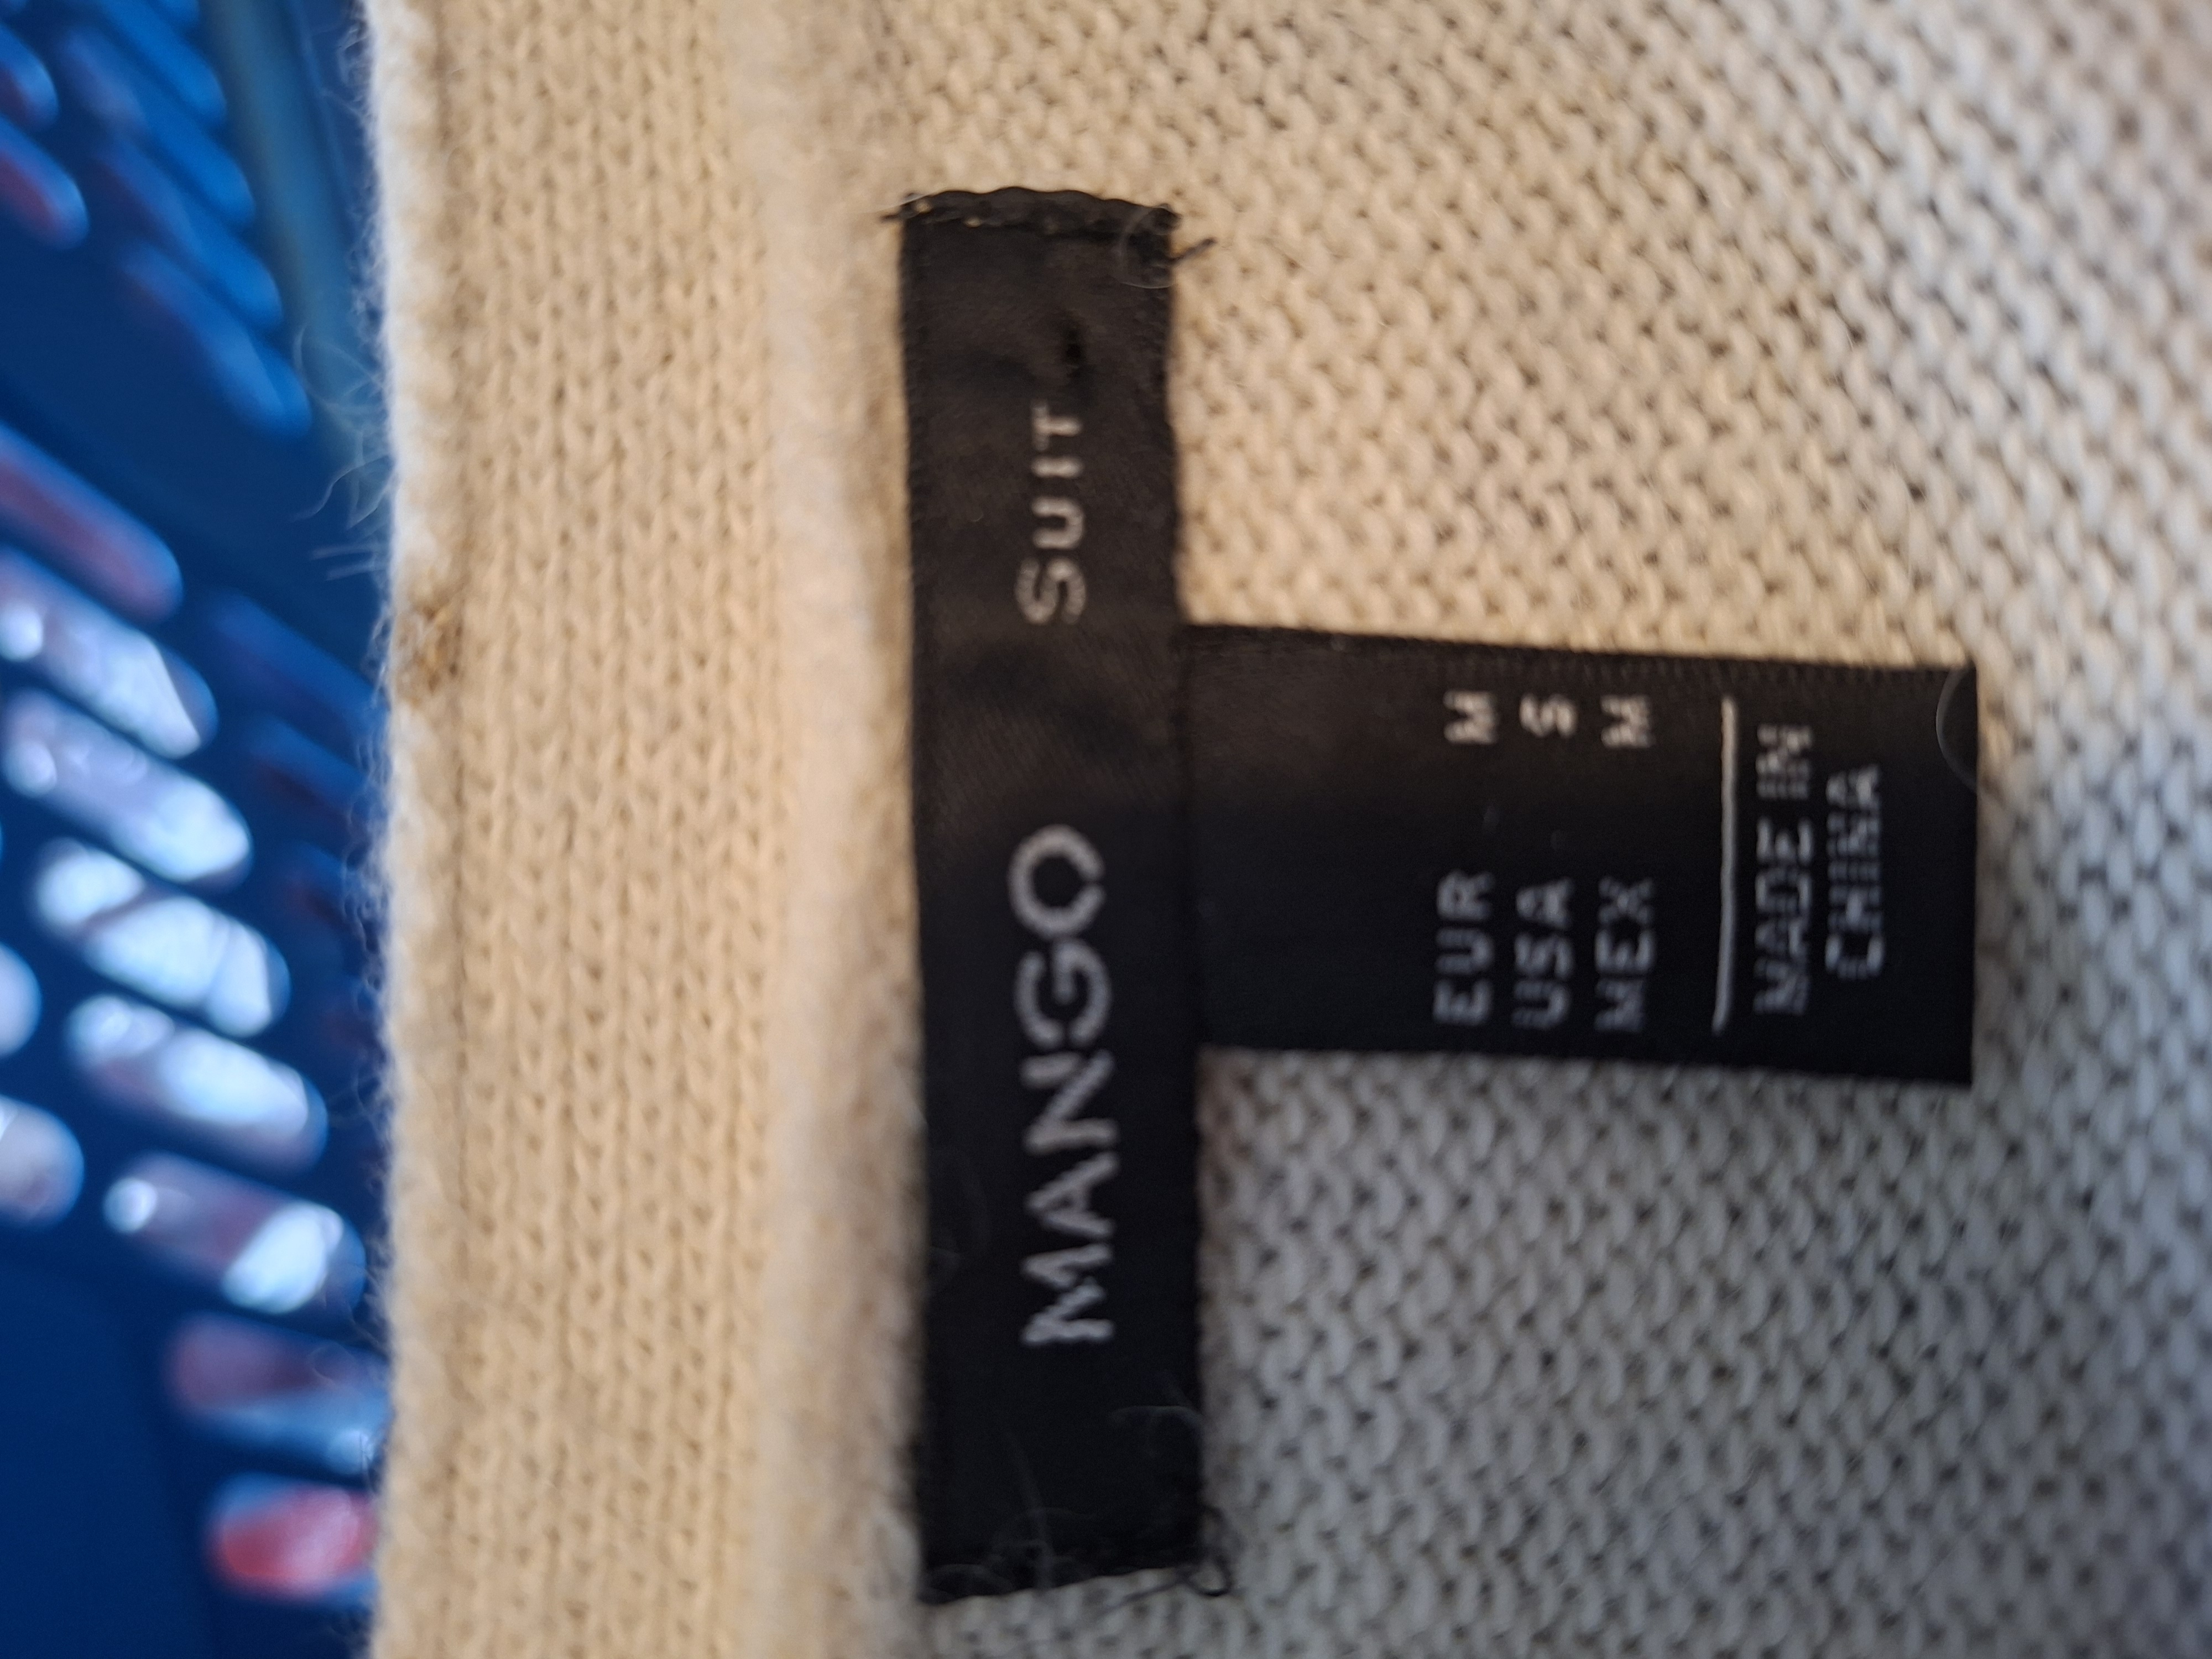 MANGO SUIT
EUR M
USA S
MEX M
MADE IN
CHINA